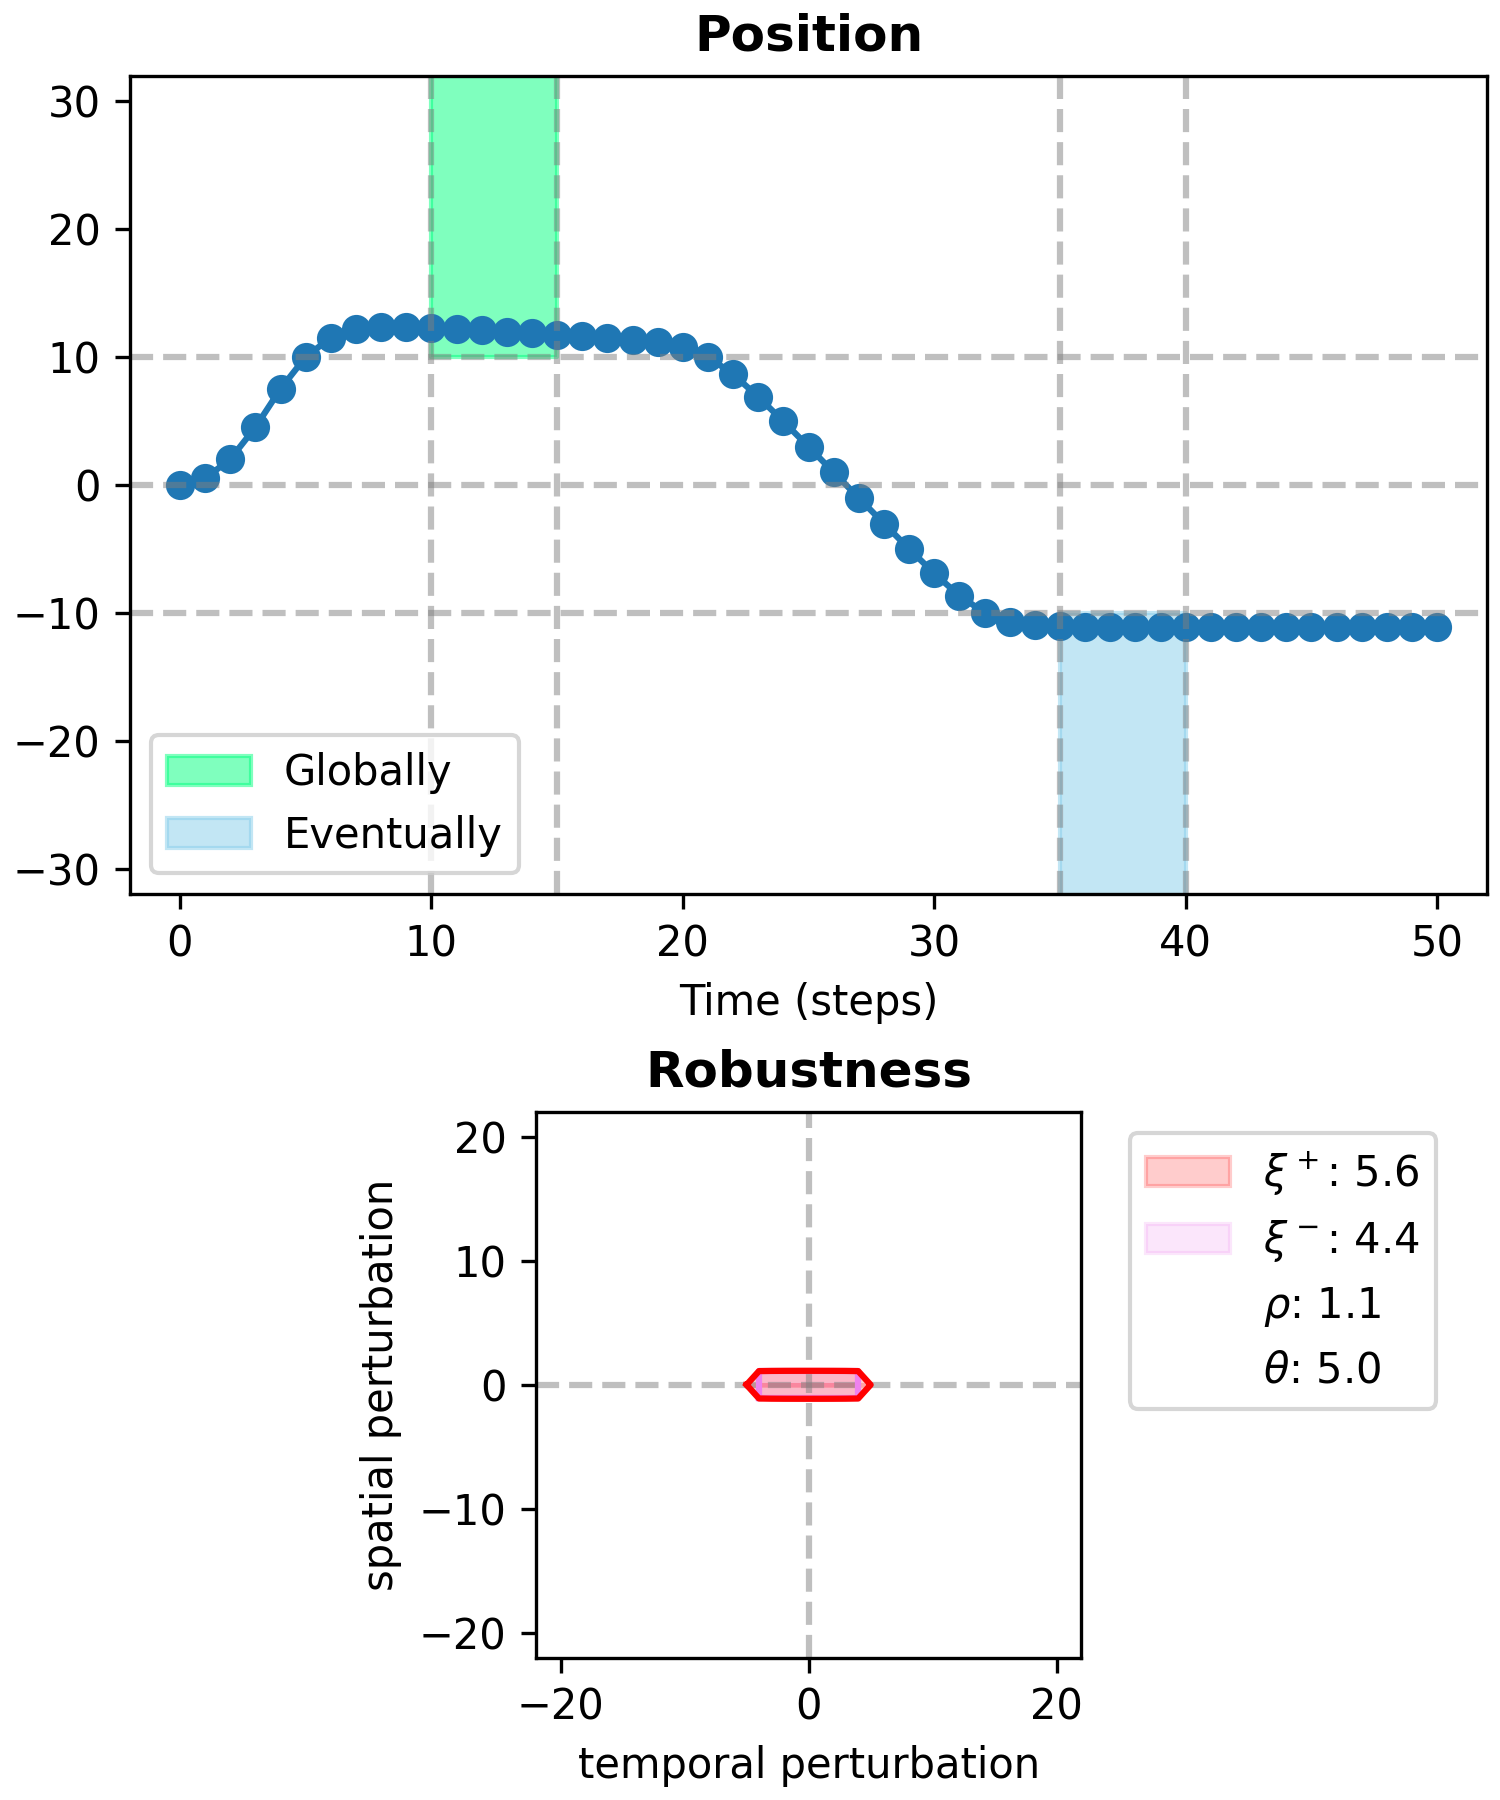 Position
30
20
10
0
−10
−20
−30
Globally
Eventually
0 10 20 30 40 50
Time (steps)
Robustness
20
10
0
−10
−20
spatial perturbation
ξ⁺: 5.6
ξ⁻: 4.4
ρ: 1.1
θ: 5.0
−20 0 20
temporal perturbation